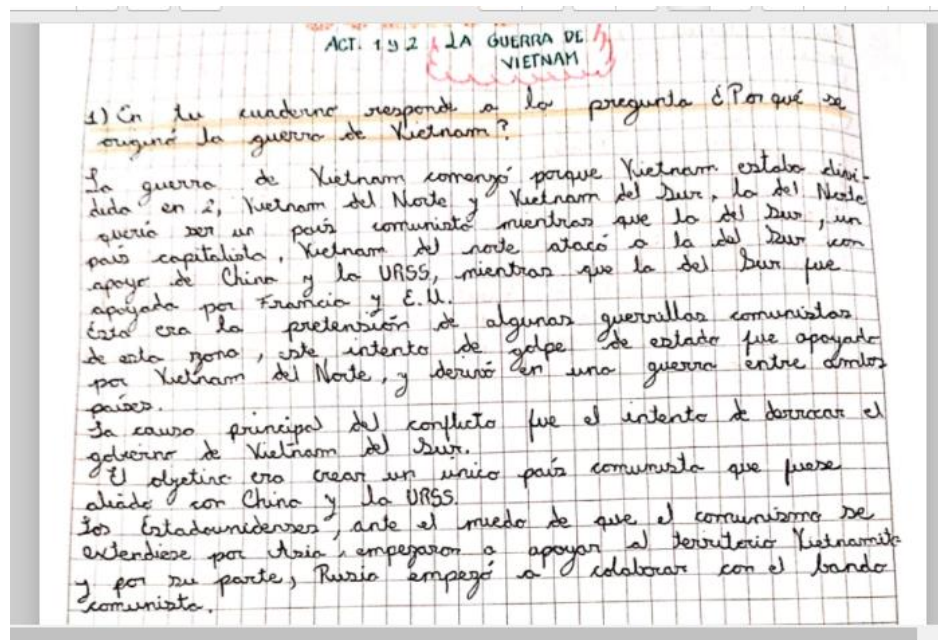 ACT. 1 y 2 LA GUERRA DE
VIETNAM
1) En tu cuaderno responde a la pregunta ¿Por qué se
originó la guerra de Vietnam?
La guerra de Vietnam comenzó porque Vietnam estaba divi-
dida en 2, Vietnam del Norte y Vietnam del Sur, la del Norte
quería ser un país comunista mientras que la del Sur, un
país capitalista, Vietnam del norte atacó a la del Sur con
apoyo de China y la URSS, mientras que la del Sur fue
apoyada por Francia y E.U.
Esta era la pretensión de algunas guerrillas comunistas
de esta zona, este intento de golpe de estado fue apoyado
por Vietnam del Norte, y derivó en una guerra entre ambos
países.
La causa principal del conflicto fue el intento de derrocar el
gobierno de Vietnam del Sur.
El objetivo era crear un único país comunista que fuese
aliado con China y la URSS.
Los Estadounidenses, ante el miedo de que el comunismo se
extendiese por Asia, empezaron a apoyar al territorio Vietnamita
y por su parte, Rusia empezó a colaborar con el bando
comunista.